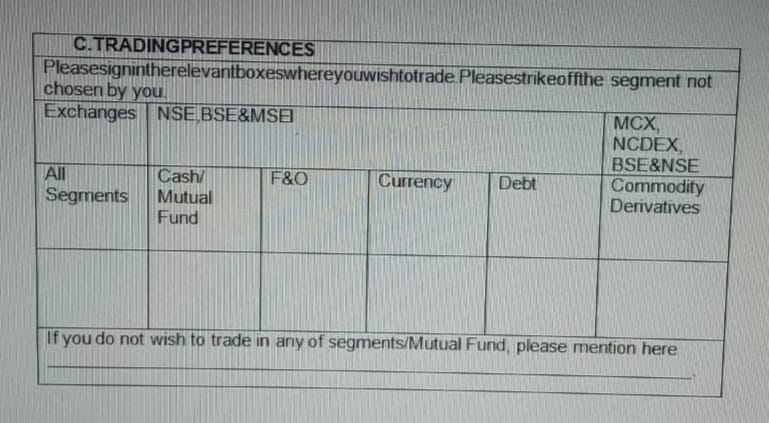 C.TRADINGPREFERENCES
Pleasesignintherelevantboxeswhereyouwishtotrade.Pleasestrikeoffthe segment not
chosen by you.
Exchanges
NSE,BSE&MSEI
MCX,
NCDEX,
BSE&NSE
All
Segments
Cash/
Mutual
Fund
F&O
Currency
Debt
Commodity
Derivatives
If you do not wish to trade in any of segments/Mutual Fund, please mention here